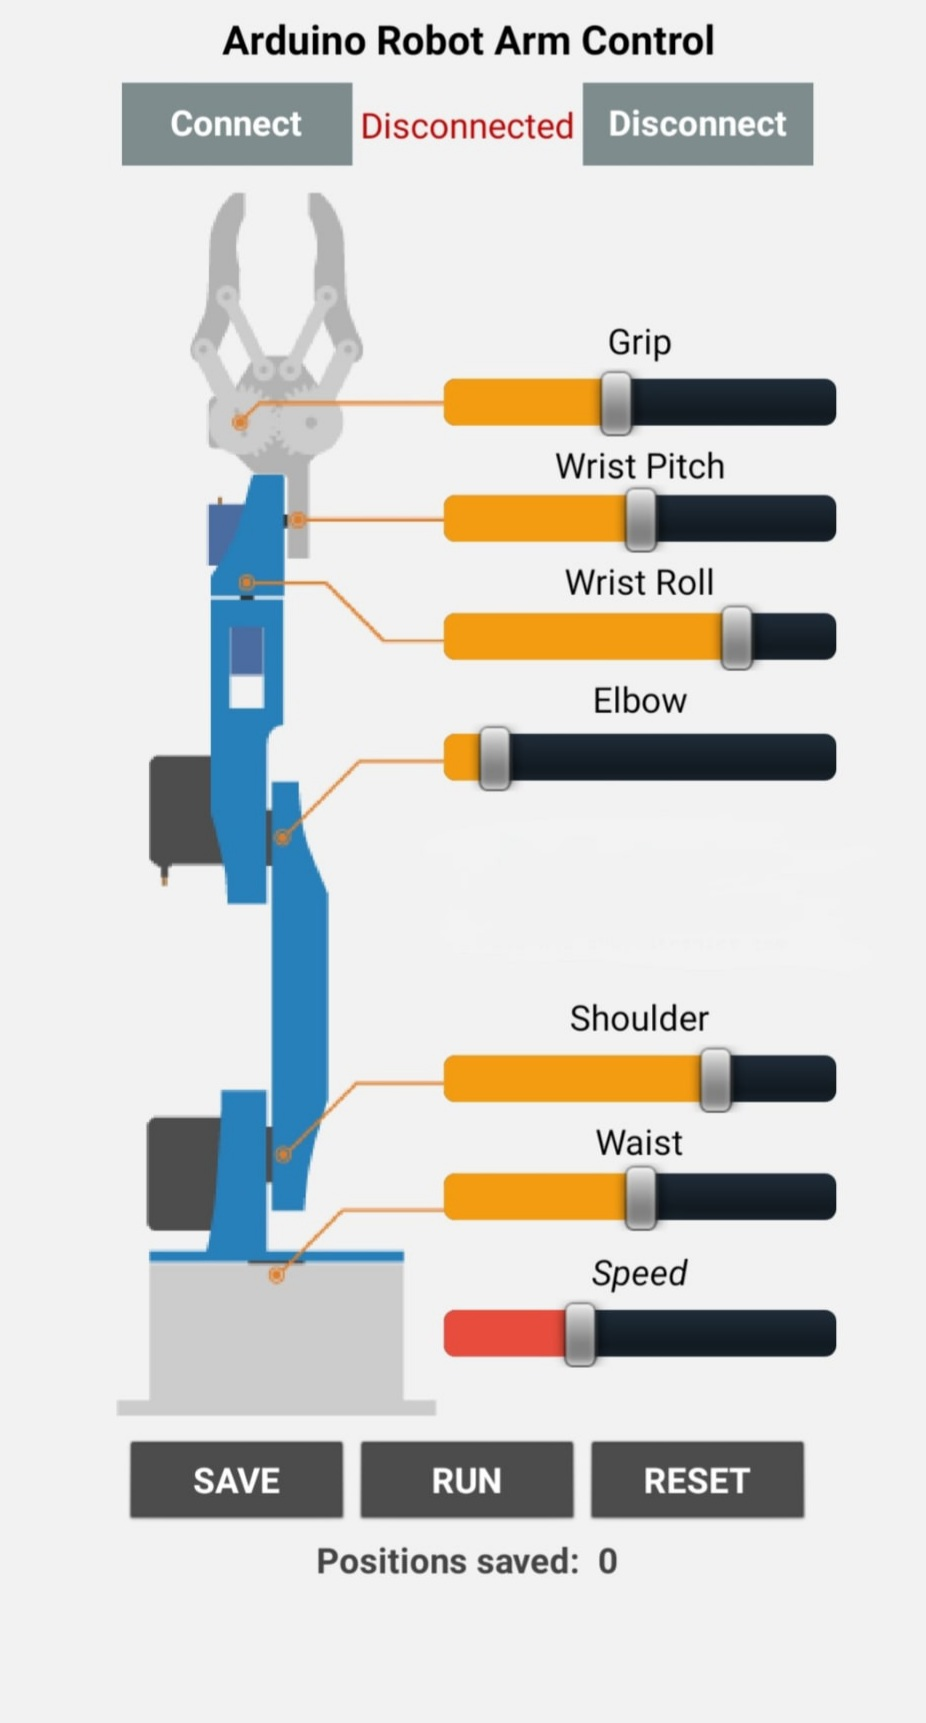 Arduino Robot Arm Control
Connect Disconnected Disconnect
Grip
Wrist Pitch
Wrist Roll
Elbow
Shoulder
Waist
Speed
SAVE RUN RESET
Positions saved: 0